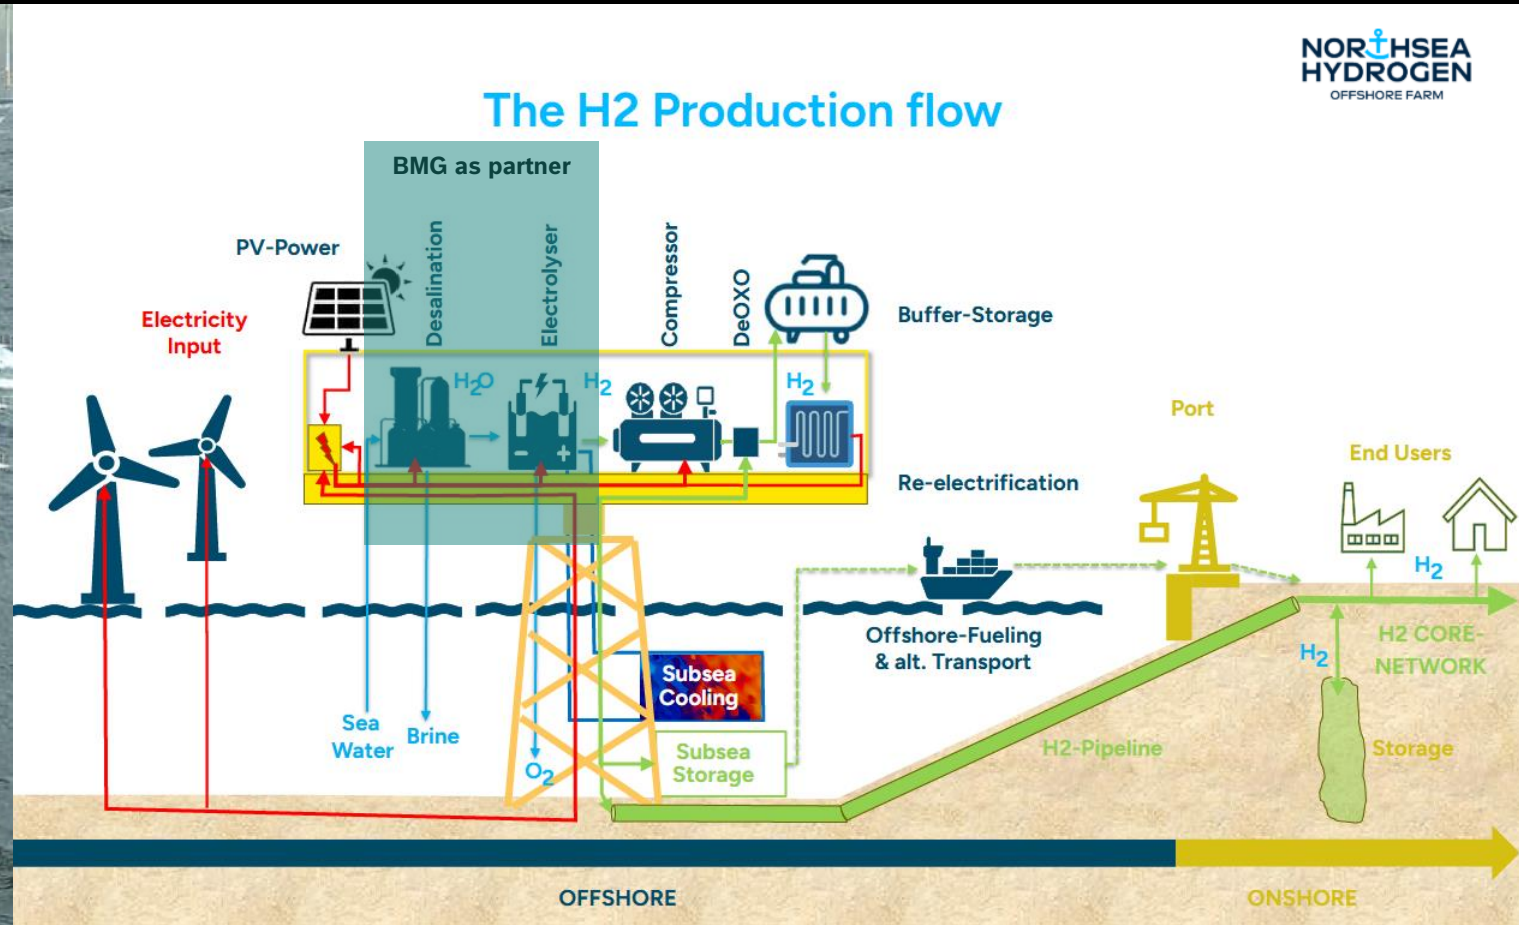 NORTHSEA
HYDROGEN
OFFSHORE FARM
The H2 Production flow
BMG as partner
PV-Power
Desalination
Electrolyser
Compressor
DeOXO
Electricity
Input
Buffer-Storage
H2O
H2
H2
Port
End Users
Re-electrification
H2
Offshore-Fueling
& alt. Transport
H2 CORE-
NETWORK
H2
Subsea
Cooling
Sea
Water
Brine
O2
Subsea
Storage
H2-Pipeline
Storage
OFFSHORE
ONSHORE